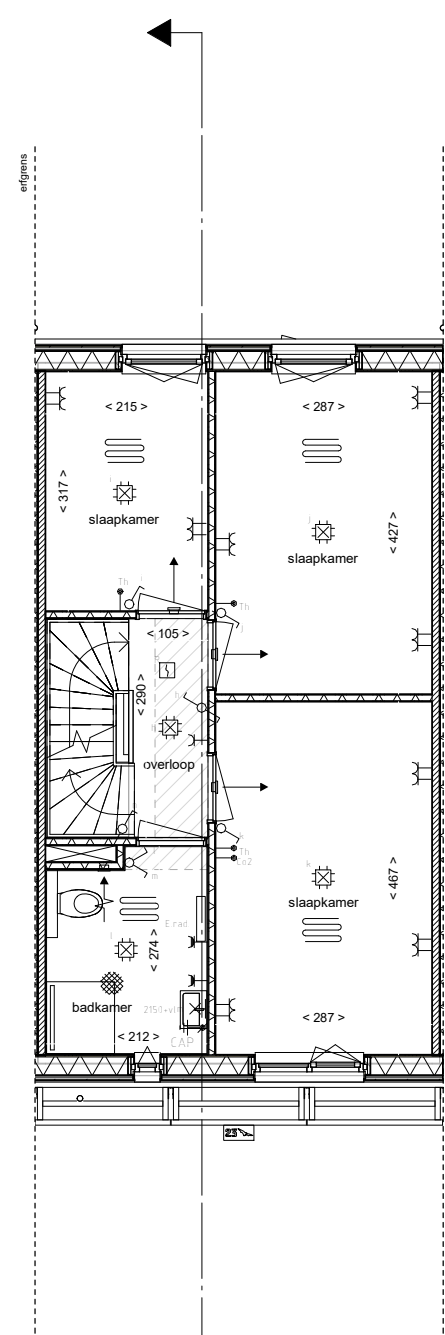 erfgrens
< 215 >
< 287 >
< 317 >
slaapkamer
< 427 >
slaapkamer
Th
Th
j
< 105 >
< 290 >
h
overloop
k
Th
Co2
m
k
slaapkamer
< 467 >
E rad
l
< 274 >
badkamer
< 212 >
CAP
< 287 >
23